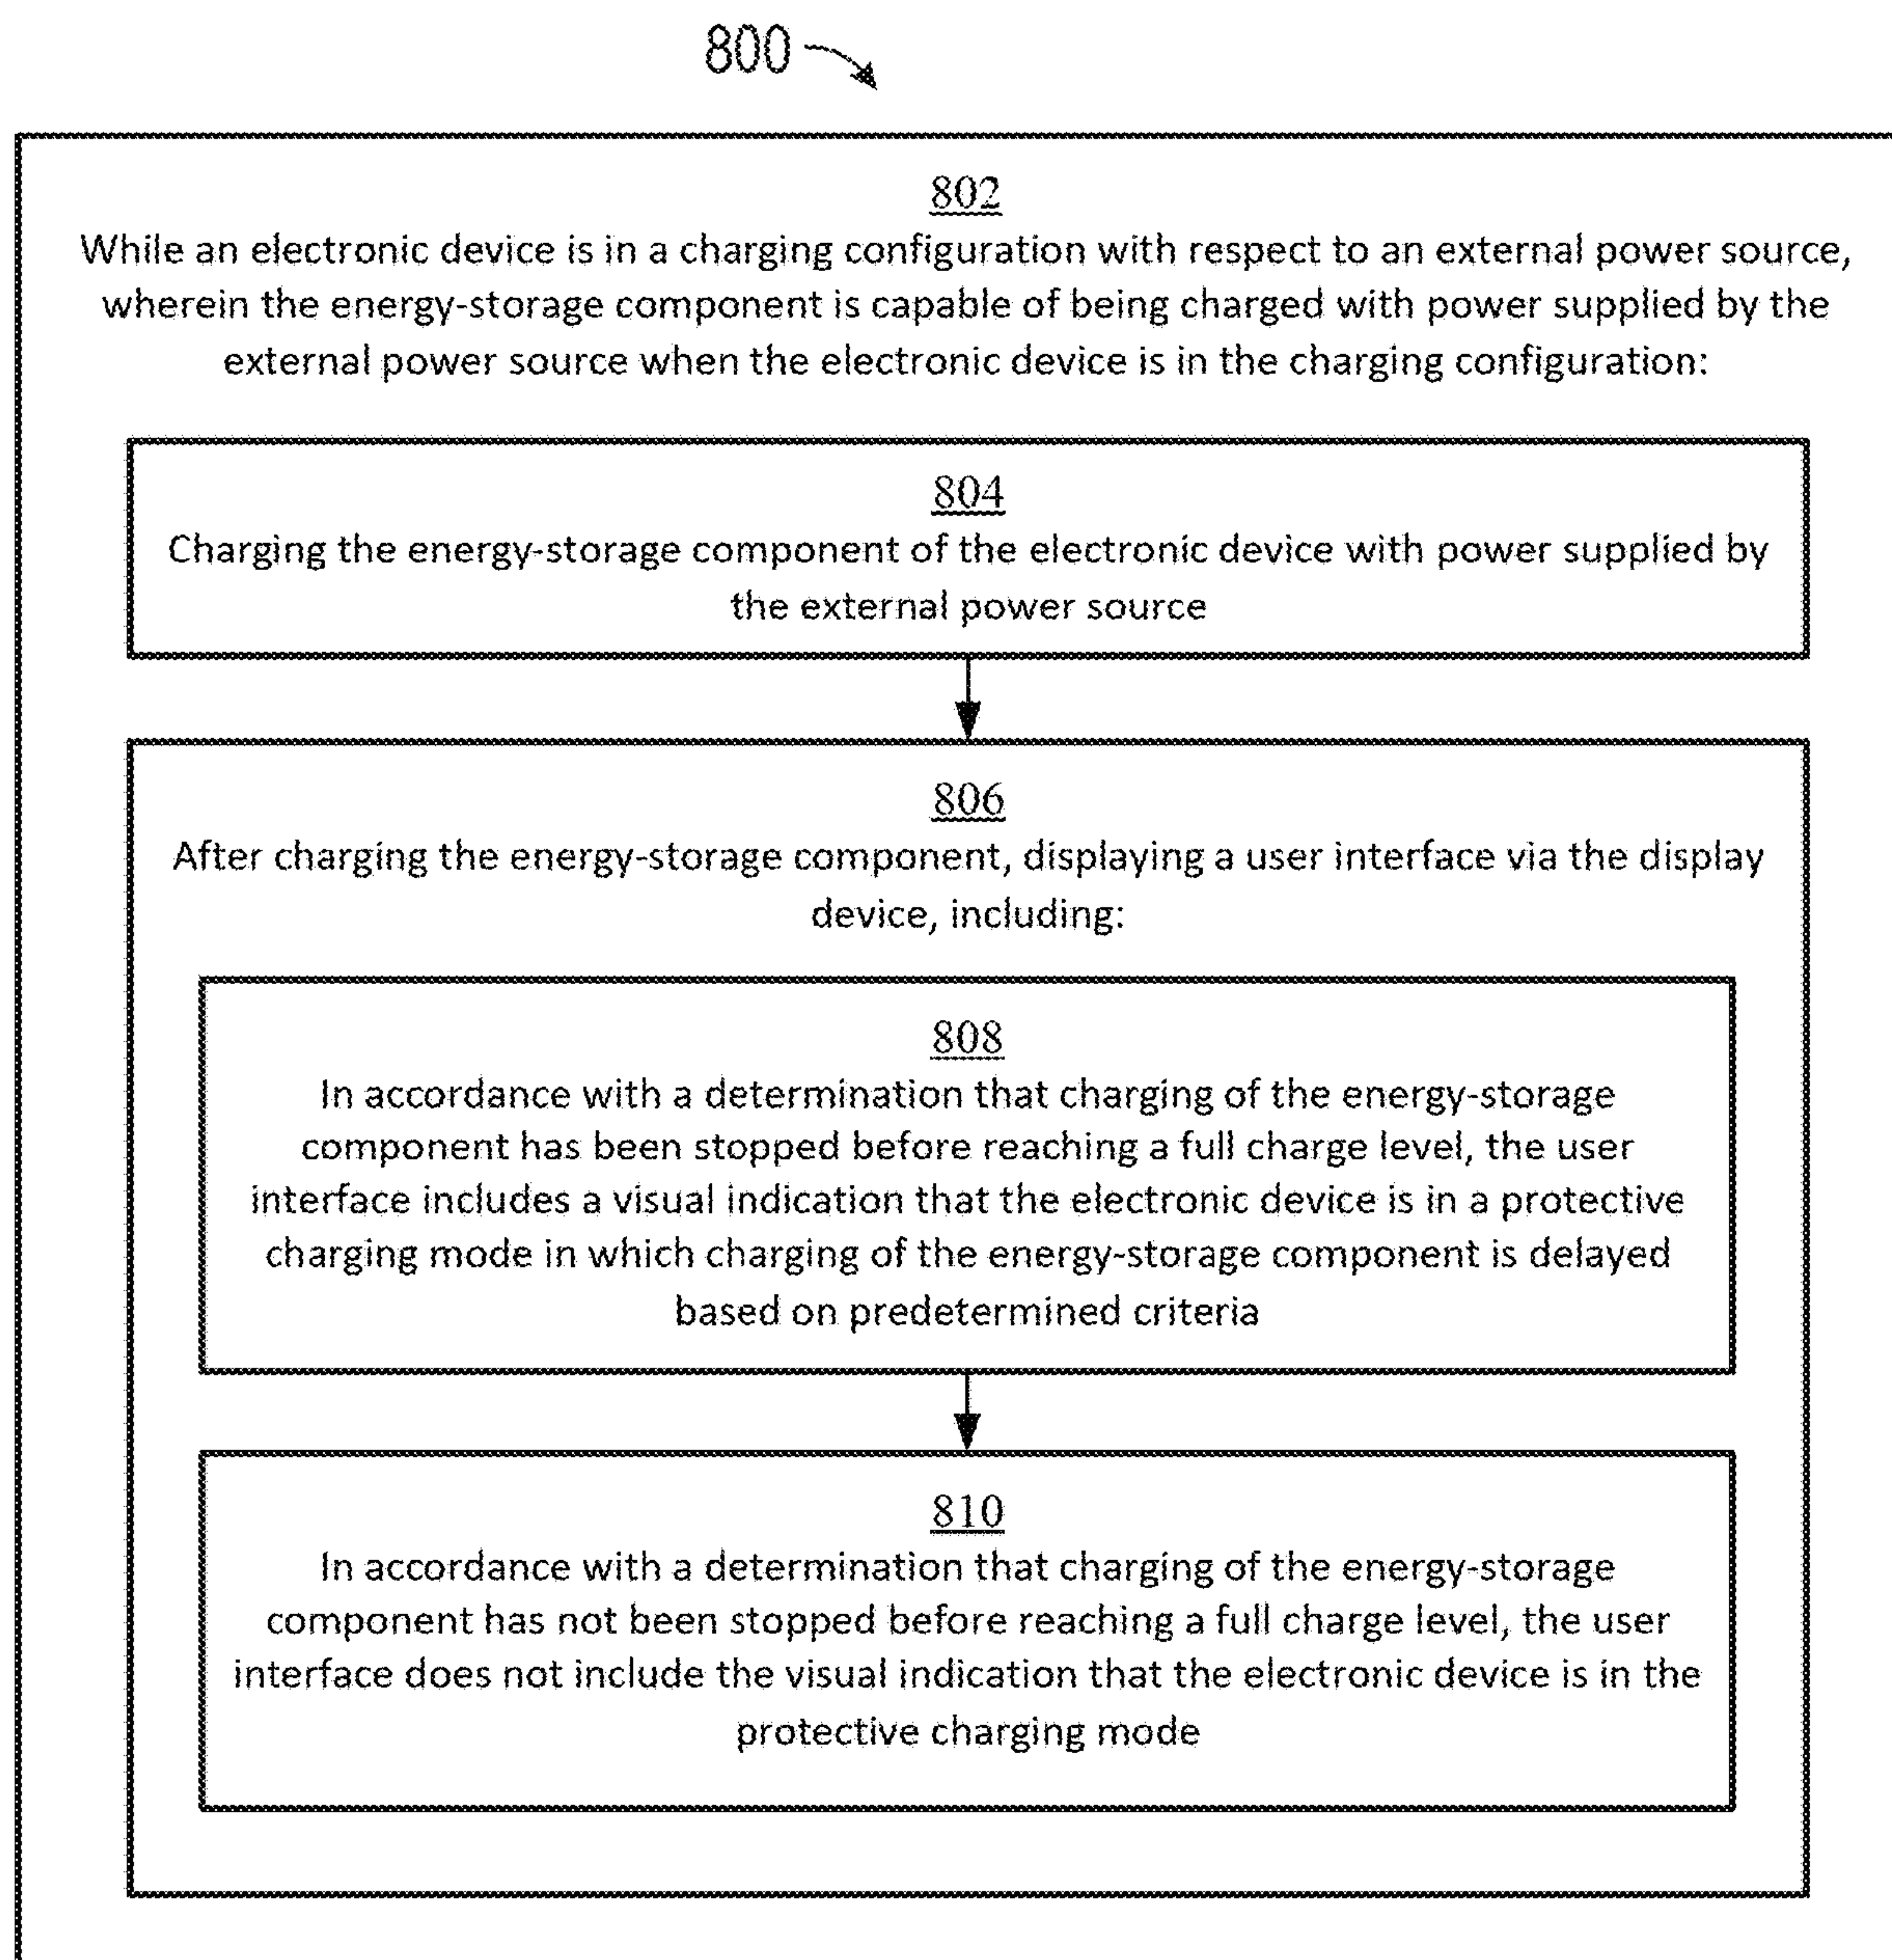 800
802
While an electronic device is in a charging configuration with respect to an external power source,
wherein the energy-storage component is capable of being charged with power supplied by the
external power source when the electronic device is in the charging configuration:
804
Charging the energy-storage component of the electronic device with power supplied by
the external power source
806
After charging the energy-storage component, displaying a user interface via the display
device, including:
808
In accordance with a determination that charging of the energy-storage
component has been stopped before reaching a full charge level, the user
interface includes a visual indication that the electronic device is in a protective
charging mode in which charging of the energy-storage component is delayed
based on predetermined criteria
810
In accordance with a determination that charging of the energy-storage
component has not been stopped before reaching a full charge level, the user
interface does not include the visual indication that the electronic device is in the
protective charging mode